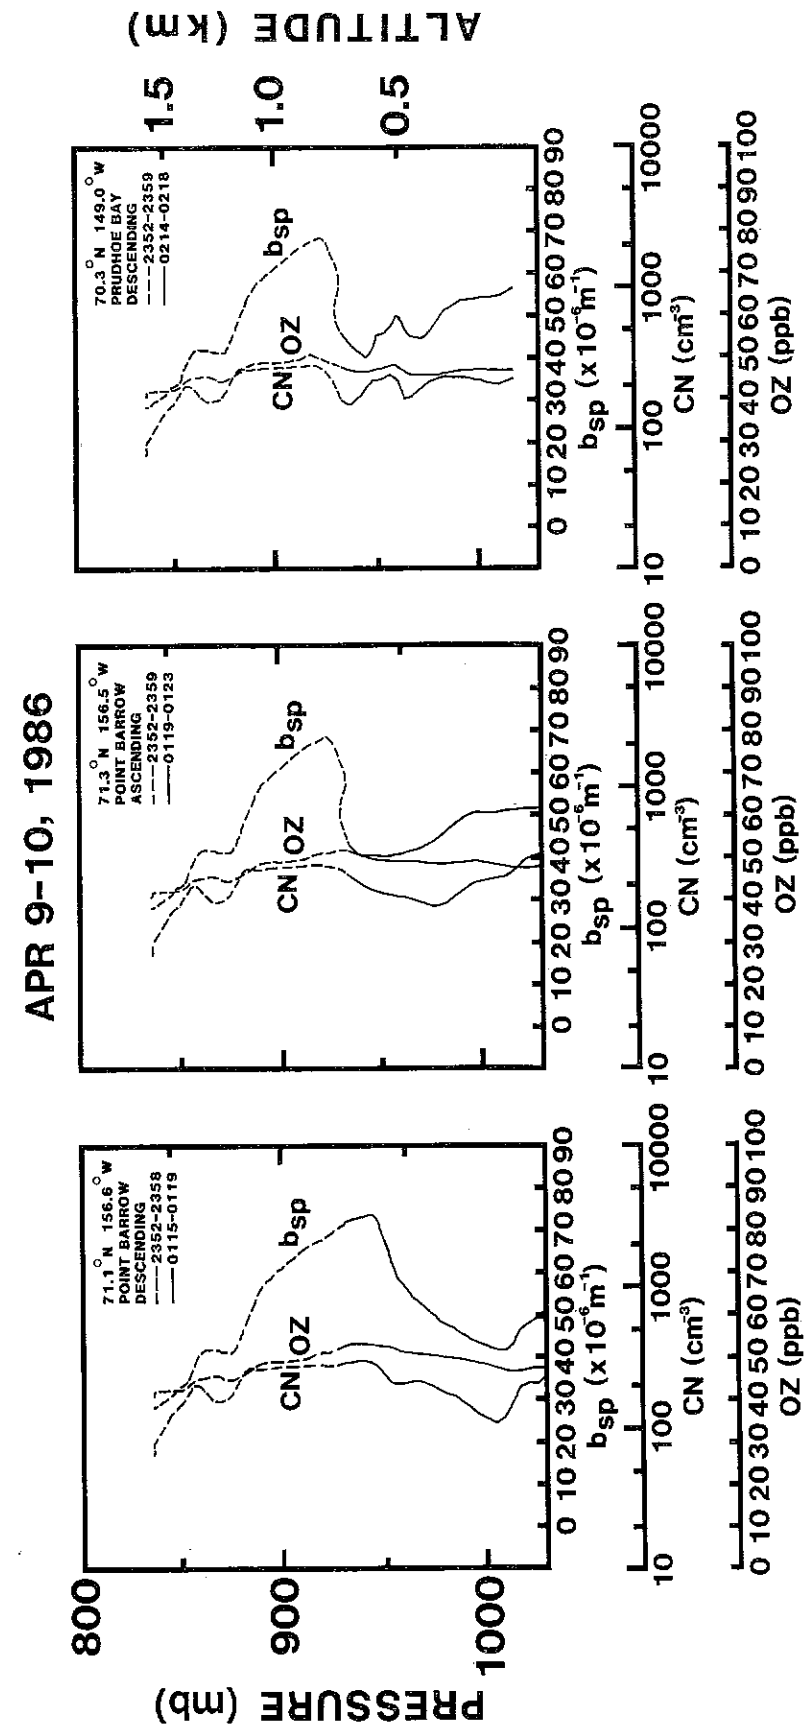 APR 9-10, 1986
PRESSURE (mb)
800
900
1000
71.1° N 156.6° W
POINT BARROW
DESCENDING
---2352-2358
——0115-0119
bsp
CN
OZ
0 10 20 30 40 50 60 70 80 90
bsp (x10-6m-1)
10 100 1000 10000
CN (cm-3)
0 10 20 30 40 50 60 70 80 90 100
OZ (ppb)
71.3° N 156.5° W
POINT BARROW
ASCENDING
---2352-2359
——0119-0123
bsp
CN
OZ
0 10 20 30 40 50 60 70 80 90
bsp (x10-6m-1)
10 100 1000 10000
CN (cm-3)
0 10 20 30 40 50 60 70 80 90 100
OZ (ppb)
70.3° N 149.0° W
PRUDHOE BAY
DESCENDING
---2352-2359
——0214-0218
bsp
CN
OZ
0 10 20 30 40 50 60 70 80 90
bsp (x10-6m-1)
10 100 1000 10000
CN (cm-3)
0 10 20 30 40 50 60 70 80 90 100
OZ (ppb)
1.5
1.0
0.5
ALTITUDE (km)